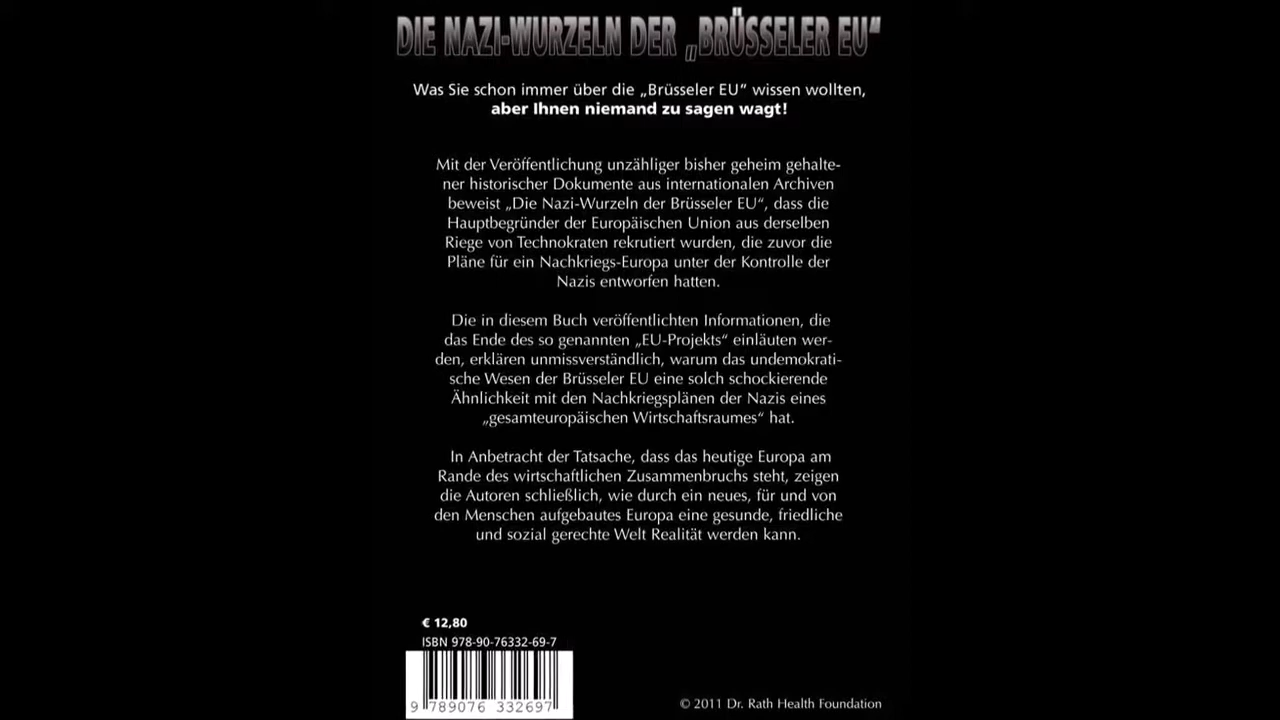 DIE NAZI-WURZELN DER „BRÜSSELER EU“
Was Sie schon immer über die „Brüsseler EU“ wissen wollten,
aber Ihnen niemand zu sagen wagt!
Mit der Veröffentlichung unzähliger bisher geheim gehalte-
ner historischer Dokumente aus internationalen Archiven
beweist „Die Nazi-Wurzeln der Brüsseler EU“, dass die
Hauptbegründer der Europäischen Union aus derselben
Riege von Technokraten rekrutiert wurden, die zuvor die
Pläne für ein Nachkriegs-Europa unter der Kontrolle der
Nazis entworfen hatten.
Die in diesem Buch veröffentlichten Informationen, die
das Ende des so genannten „EU-Projekts“ einläuten wer-
den, erklären unmissverständlich, warum das undemokrati-
sche Wesen der Brüsseler EU eine solch schockierende
Ähnlichkeit mit den Nachkriegsplänen der Nazis eines
„gesamteuropäischen Wirtschaftsraumes“ hat.
In Anbetracht der Tatsache, dass das heutige Europa am
Rande des wirtschaftlichen Zusammenbruchs steht, zeigen
die Autoren schließlich, wie durch ein neues, für und von
den Menschen aufgebautes Europa eine gesunde, friedliche
und sozial gerechte Welt Realität werden kann.
€ 12,80
ISBN 978-90-76332-69-7
9 789076 332697
© 2011 Dr. Rath Health Foundation